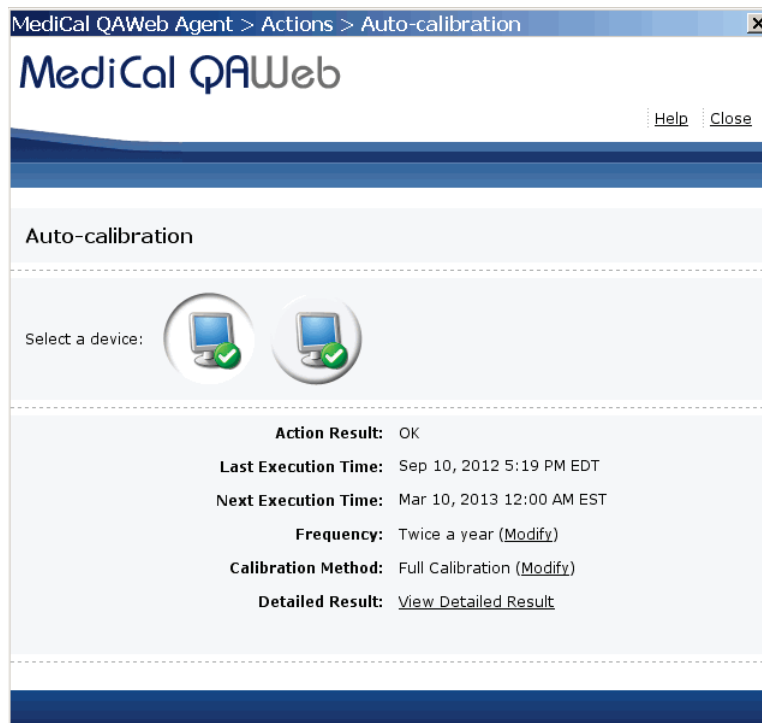 MediCal QAWeb Agent > Actions > Auto-calibration
MediCal QAWeb
Help Close
Auto-calibration
Select a device:
Action Result: OK
Last Execution Time: Sep 10, 2012 5:19 PM EDT
Next Execution Time: Mar 10, 2013 12:00 AM EST
Frequency: Twice a year (Modify)
Calibration Method: Full Calibration (Modify)
Detailed Result: View Detailed Result